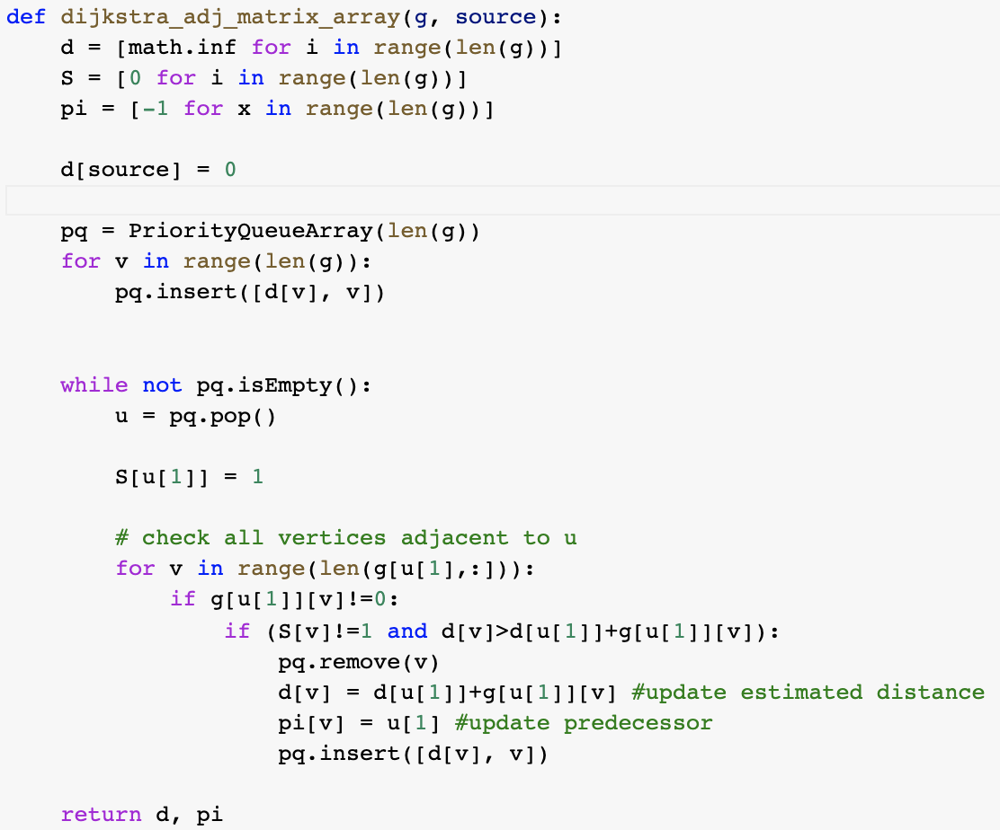 def dijkstra_adj_matrix_array(g, source):
    d = [math.inf for i in range(len(g))]
    S = [0 for i in range(len(g))]
    pi = [-1 for x in range(len(g))]
    d[source] = 0
    pq = PriorityQueueArray(len(g))
    for v in range(len(g)):
        pq.insert([d[v], v])
    while not pq.isEmpty():
        u = pq.pop()
        S[u[1]] = 1
        # check all vertices adjacent to u
        for v in range(len(g[u[1],:])):
            if g[u[1]][v]!=0:
                if (S[v]!=1 and d[v]>d[u[1]]+g[u[1]][v]):
                    pq.remove(v)
                    d[v] = d[u[1]]+g[u[1]][v] #update estimated distance
                    pi[v] = u[1] #update predecessor
                    pq.insert([d[v], v])
    return d, pi